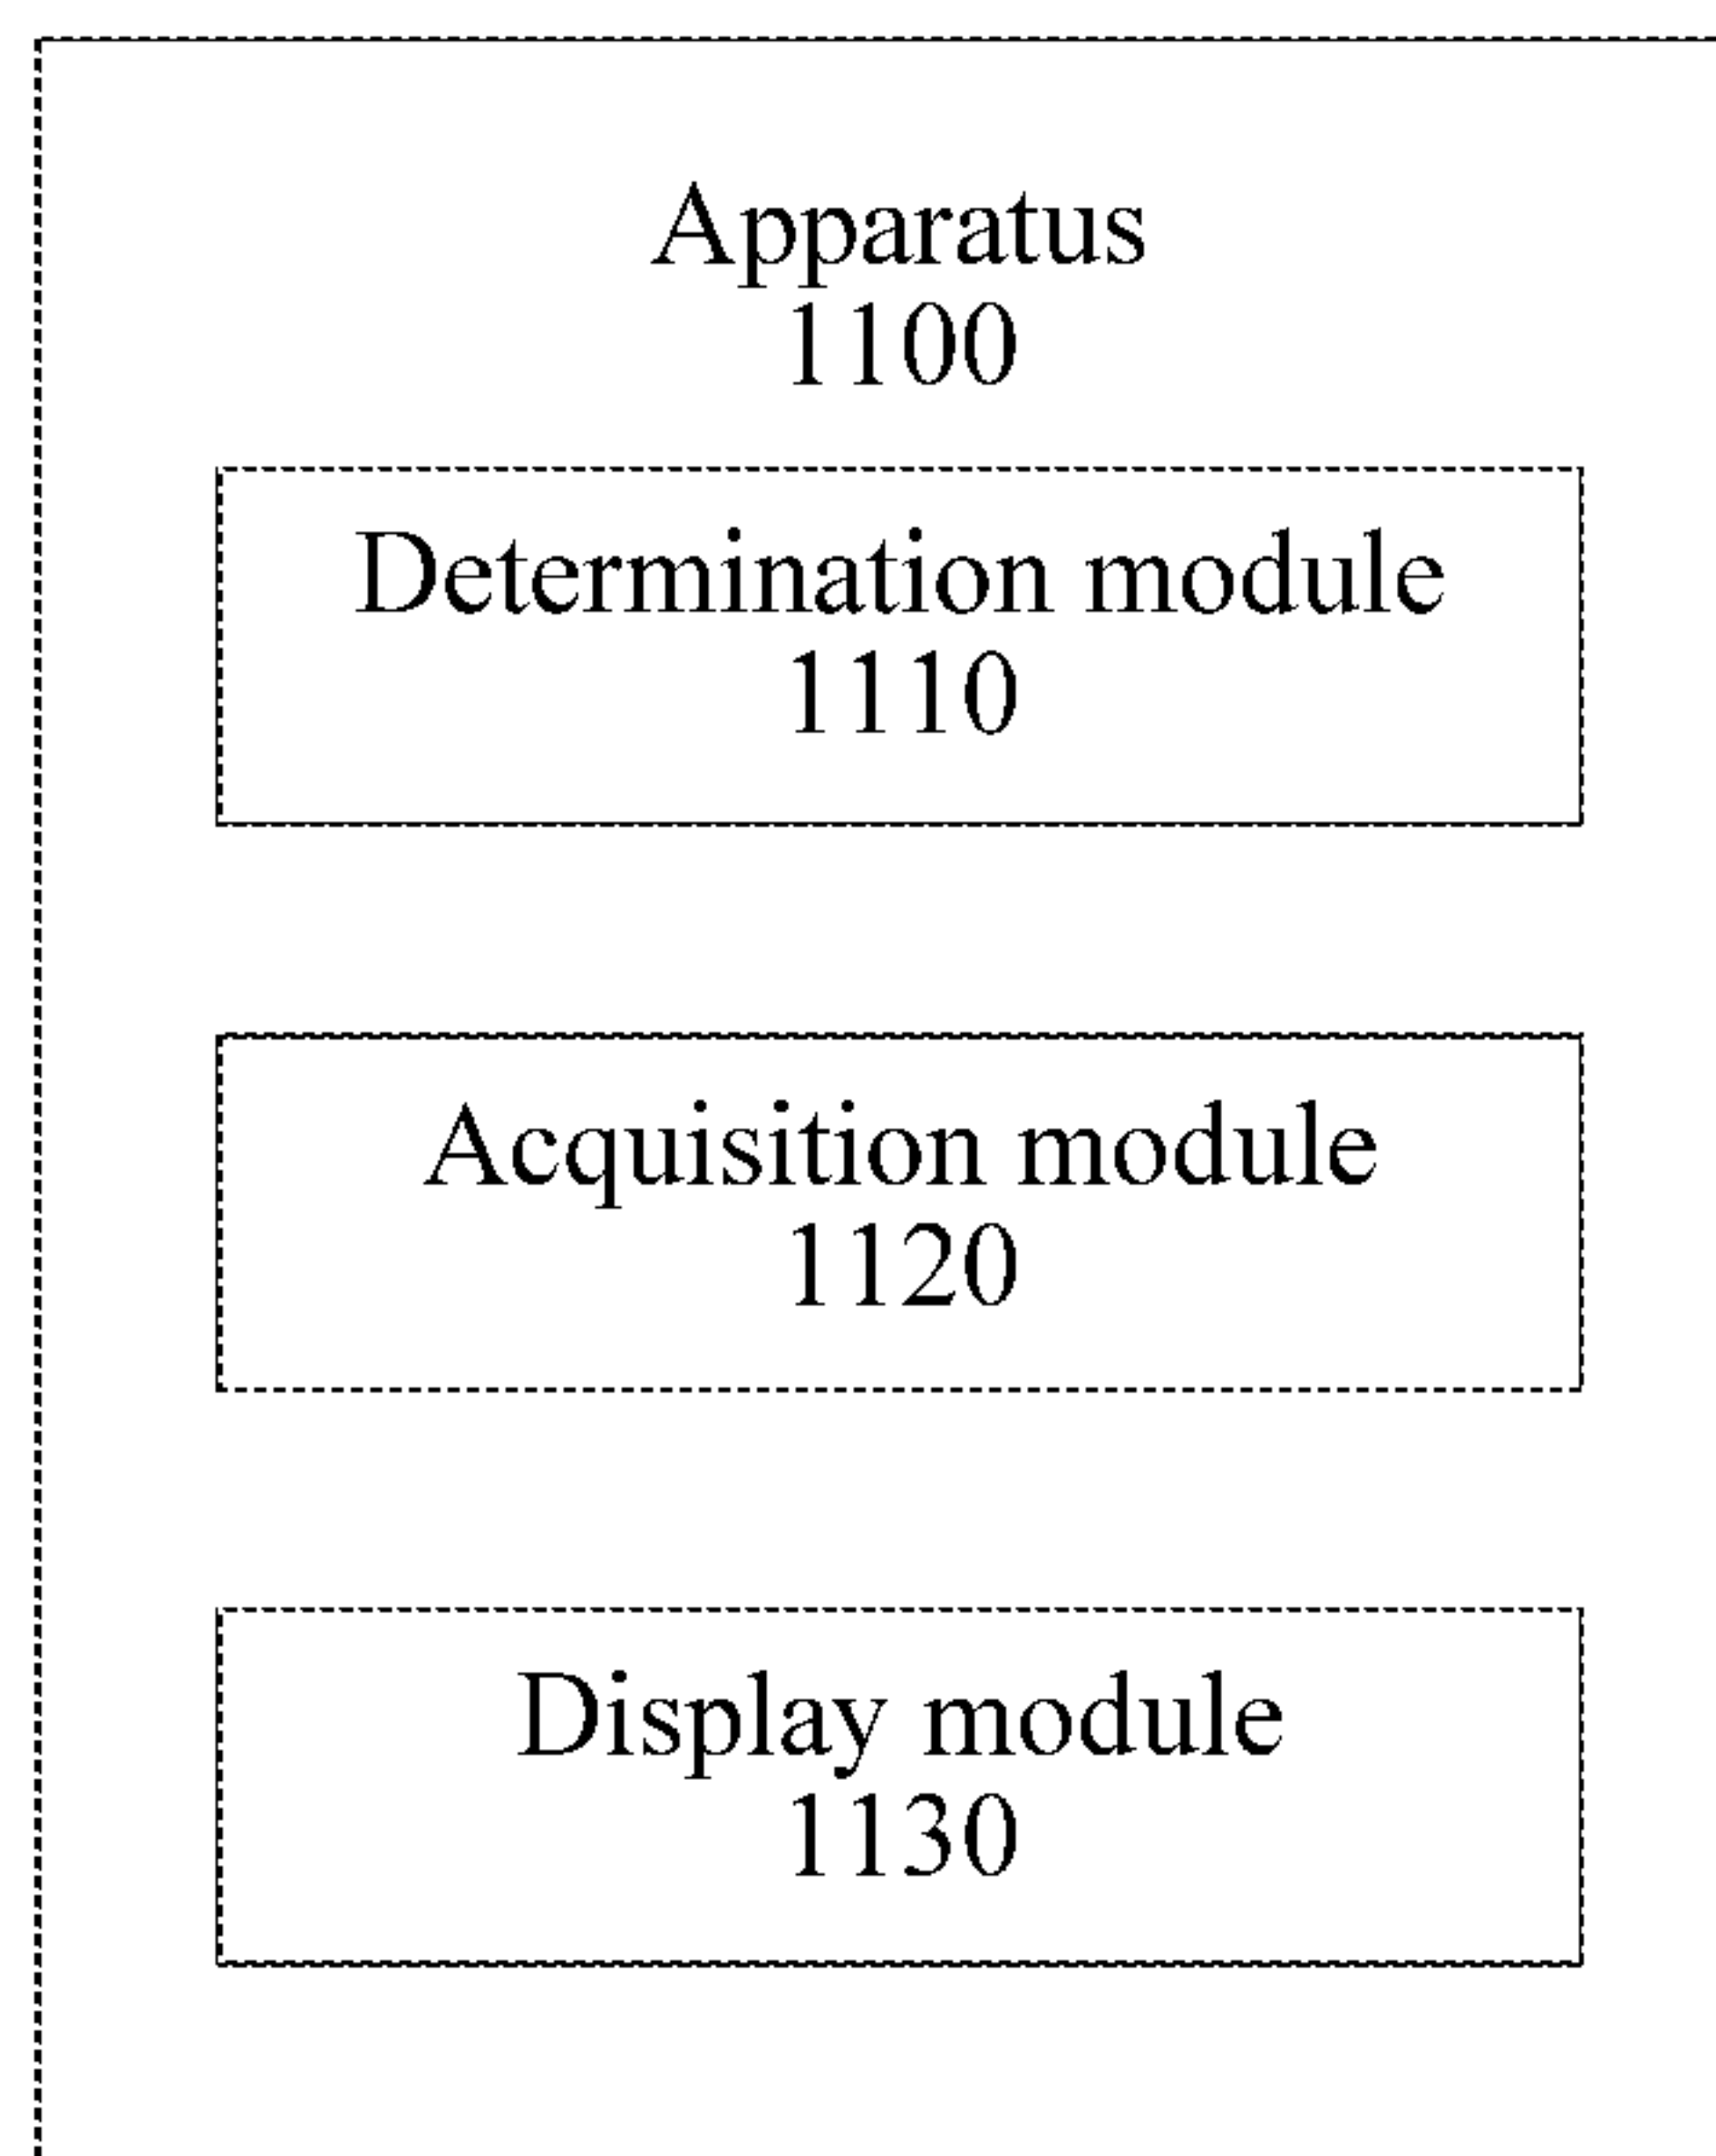 Apparatus
1100
Determination module
1110
Acquisition module
1120
Display module
1130